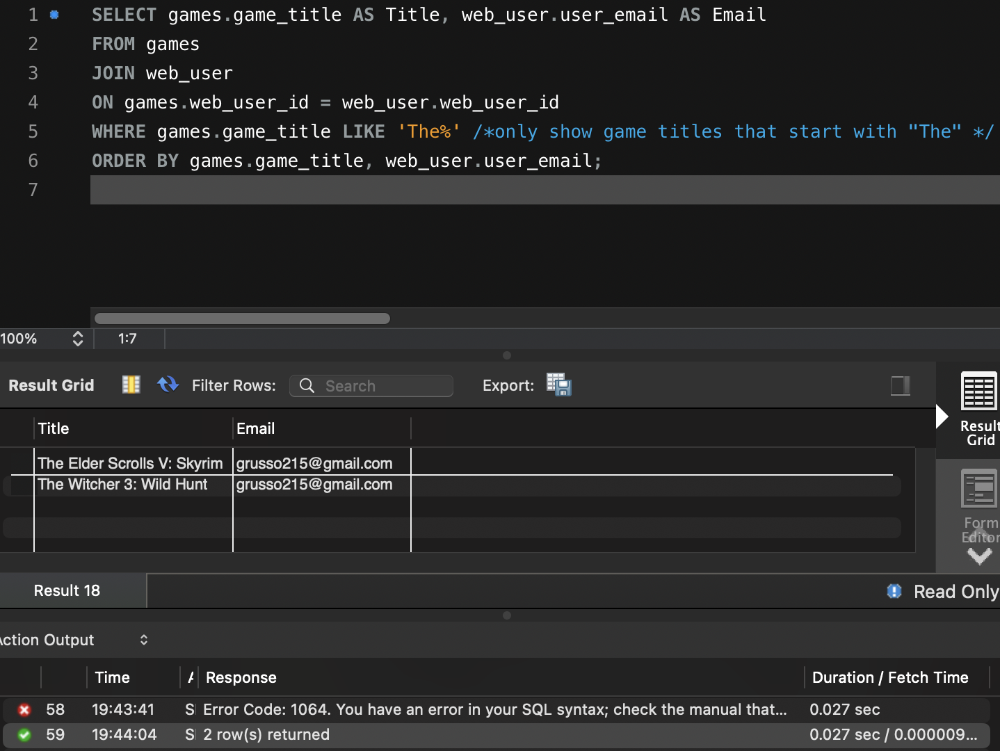 1 SELECT games.game_title AS Title, web_user.user_email AS Email
2 FROM games
3 JOIN web_user
4 ON games.web_user_id = web_user.web_user_id
5 WHERE games.game_title LIKE 'The%' /*only show game titles that start with "The" */
6 ORDER BY games.game_title, web_user.user_email;
7
100% 1:7
Result Grid Filter Rows: Search Export:
Result
Grid
Title Email
The Elder Scrolls V: Skyrim grusso215@gmail.com
The Witcher 3: Wild Hunt grusso215@gmail.com
Form
Editor
Result 18 Read Only
Action Output
Time A Response Duration / Fetch Time
58 19:43:41 S Error Code: 1064. You have an error in your SQL syntax; check the manual that... 0.027 sec
59 19:44:04 S 2 row(s) returned 0.027 sec / 0.000009...